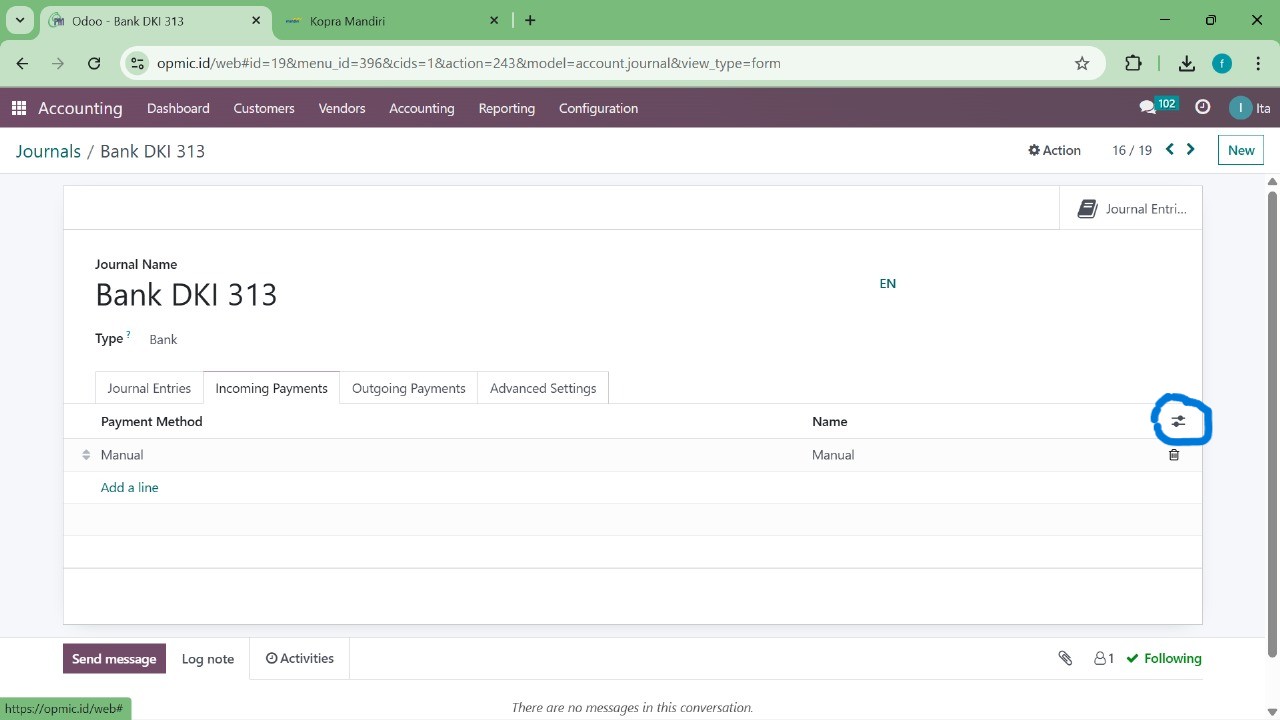 Odoo - Bank DKI 313
Kopra Mandiri
opmic.id/web#id=19&menu_id=396&cids=1&action=243&model=account.journal&view_type=form
f
Accounting Dashboard Customers Vendors Accounting Reporting Configuration
102
I Ita
Journals / Bank DKI 313
Action 16 / 19 New
Journal Entri...
Journal Name
Bank DKI 313
EN
Type ? Bank
Journal Entries Incoming Payments Outgoing Payments Advanced Settings
Payment Method Name
Manual Manual
Add a line
Send message Log note Activities 1 Following
https://opmic.id/web#
There are no messages in this conversation.